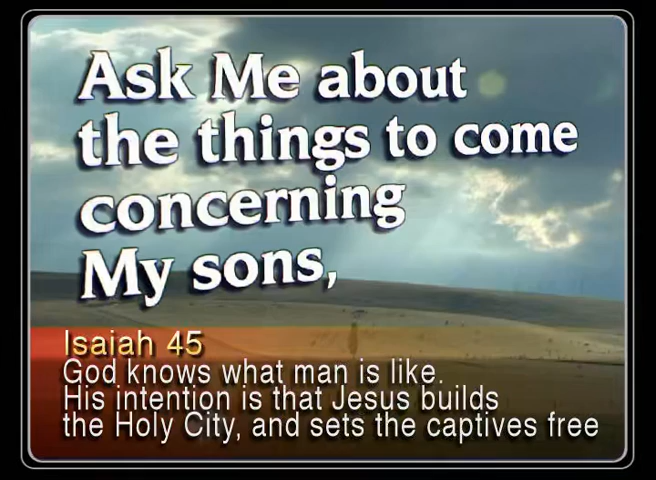 Ask Me about
the things to come
concerning
My sons,
Isaiah 45
God knows what man is like.
His intention is that Jesus builds
the Holy City, and sets the captives free